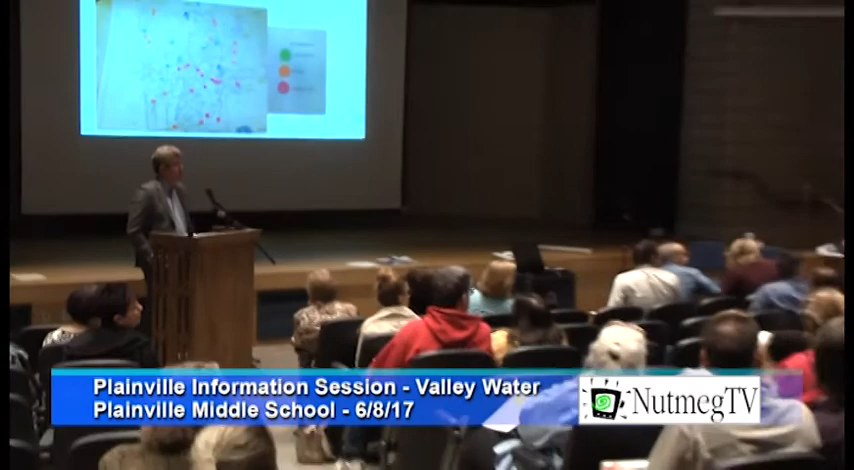 Plainville Information Session - Valley Water
Plainville Middle School - 6/8/17
NutmegTV